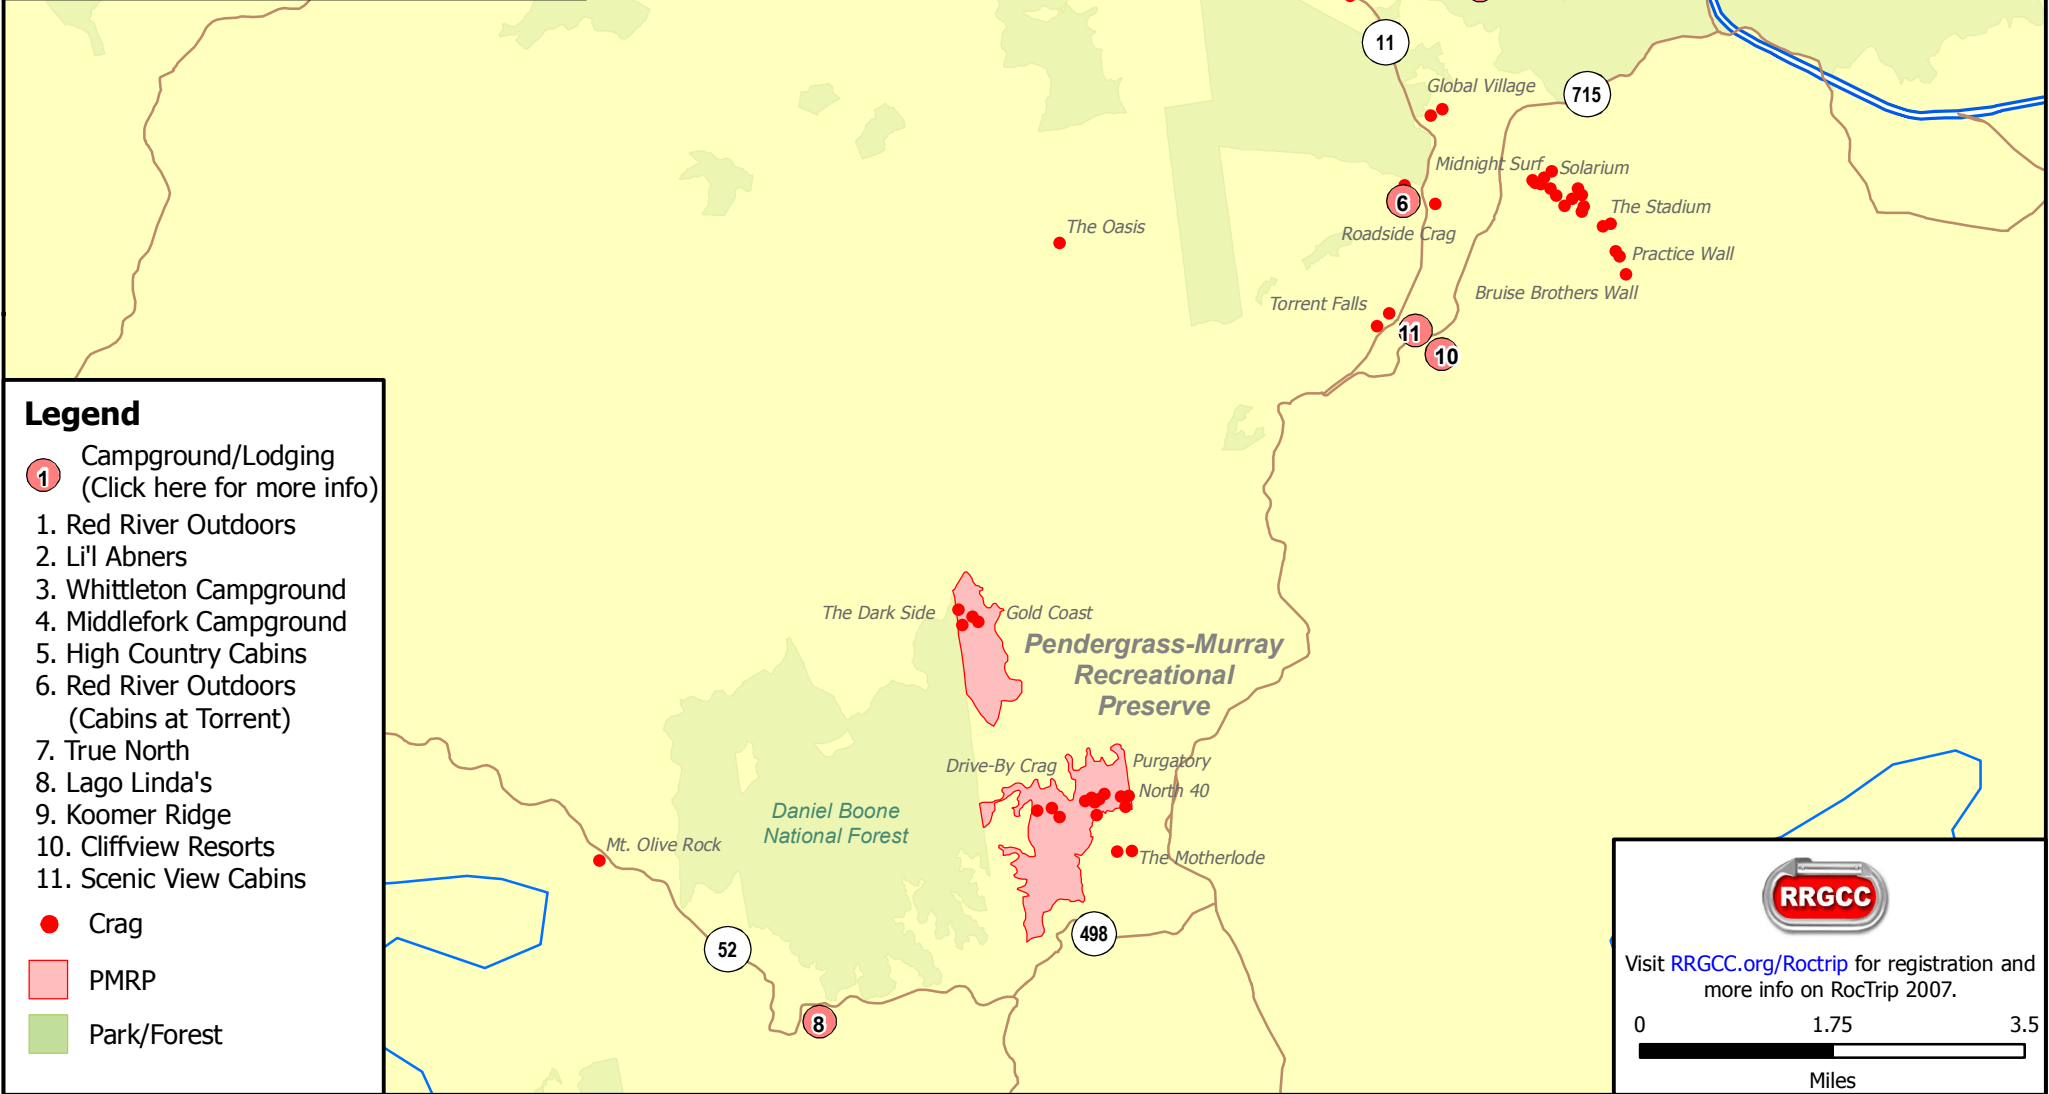 11
Global Village
715
Midnight Surf
Solarium
6
The Stadium
The Oasis
Roadside Crag
Practice Wall
Bruise Brothers Wall
Torrent Falls
11
10
Legend
1
Campground/Lodging
(Click here for more info)
1. Red River Outdoors
2. Li'l Abners
3. Whittleton Campground
4. Middlefork Campground
5. High Country Cabins
6. Red River Outdoors
(Cabins at Torrent)
7. True North
8. Lago Linda's
9. Koomer Ridge
10. Cliffview Resorts
11. Scenic View Cabins
Crag
PMRP
Park/Forest
The Dark Side
Gold Coast
Pendergrass-Murray
Recreational
Preserve
Drive-By Crag
Purgatory
North 40
Daniel Boone
National Forest
Mt. Olive Rock
The Motherlode
498
52
8
RRGCC
Visit RRGCC.org/Roctrip for registration and
more info on RocTrip 2007.
0 1.75 3.5
Miles